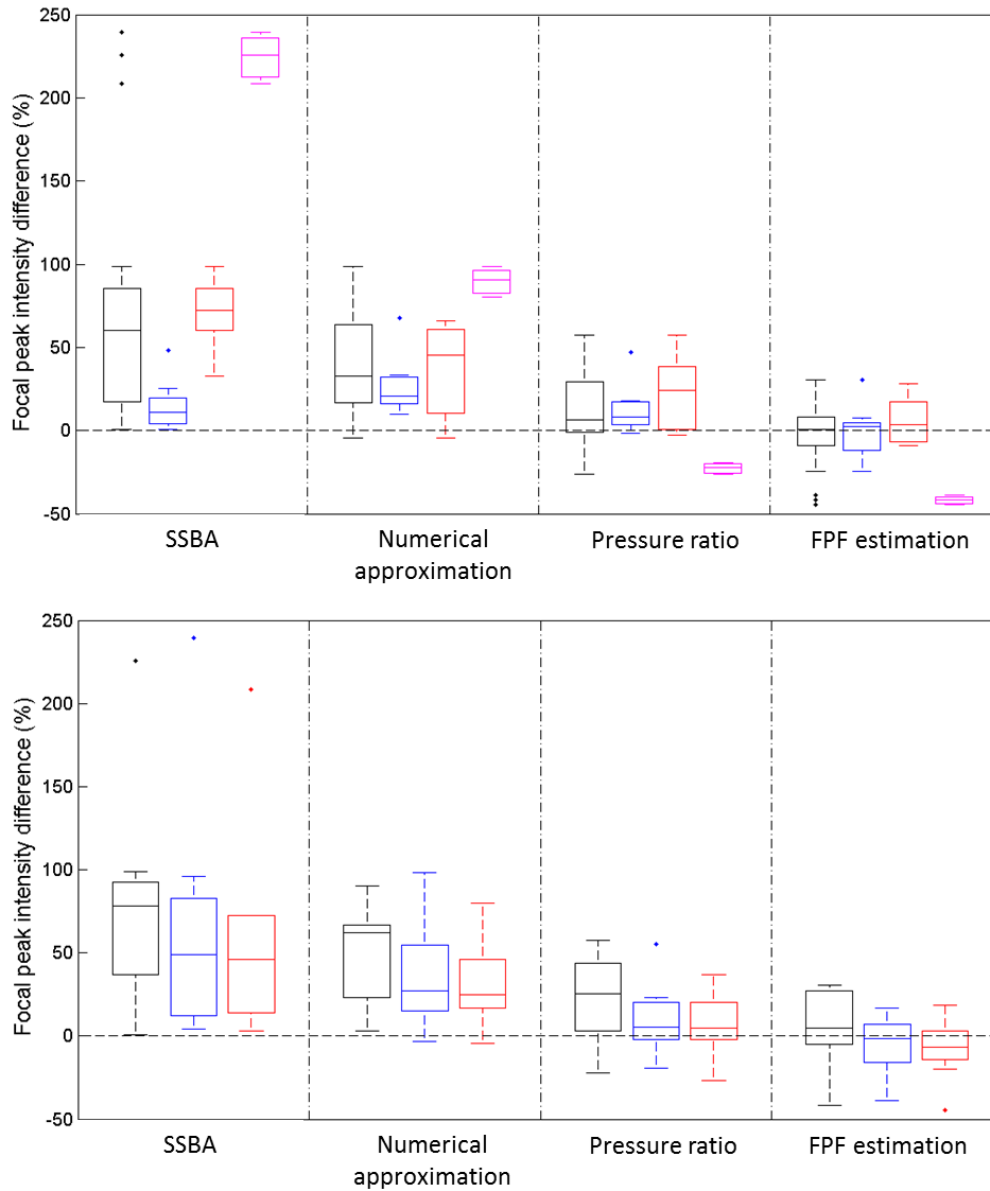 250
200
150
100
50
0
-50
Focal peak intensity difference (%)
SSBA
Numerical
approximation
Pressure ratio
FPF estimation
250
200
150
100
50
0
-50
Focal peak intensity difference (%)
SSBA
Numerical
approximation
Pressure ratio
FPF estimation